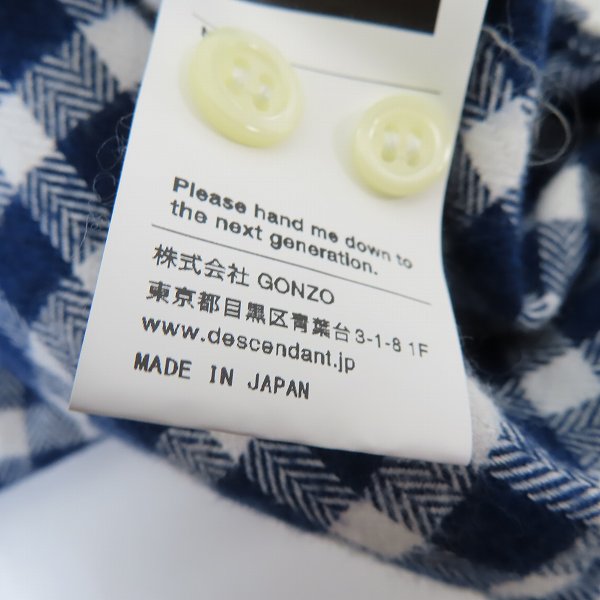 Please hand me down to
the next generation.
株式会社 GONZO
東京都目黒区青葉台3-1-8 1F
www.descendant.jp
MADE IN JAPAN